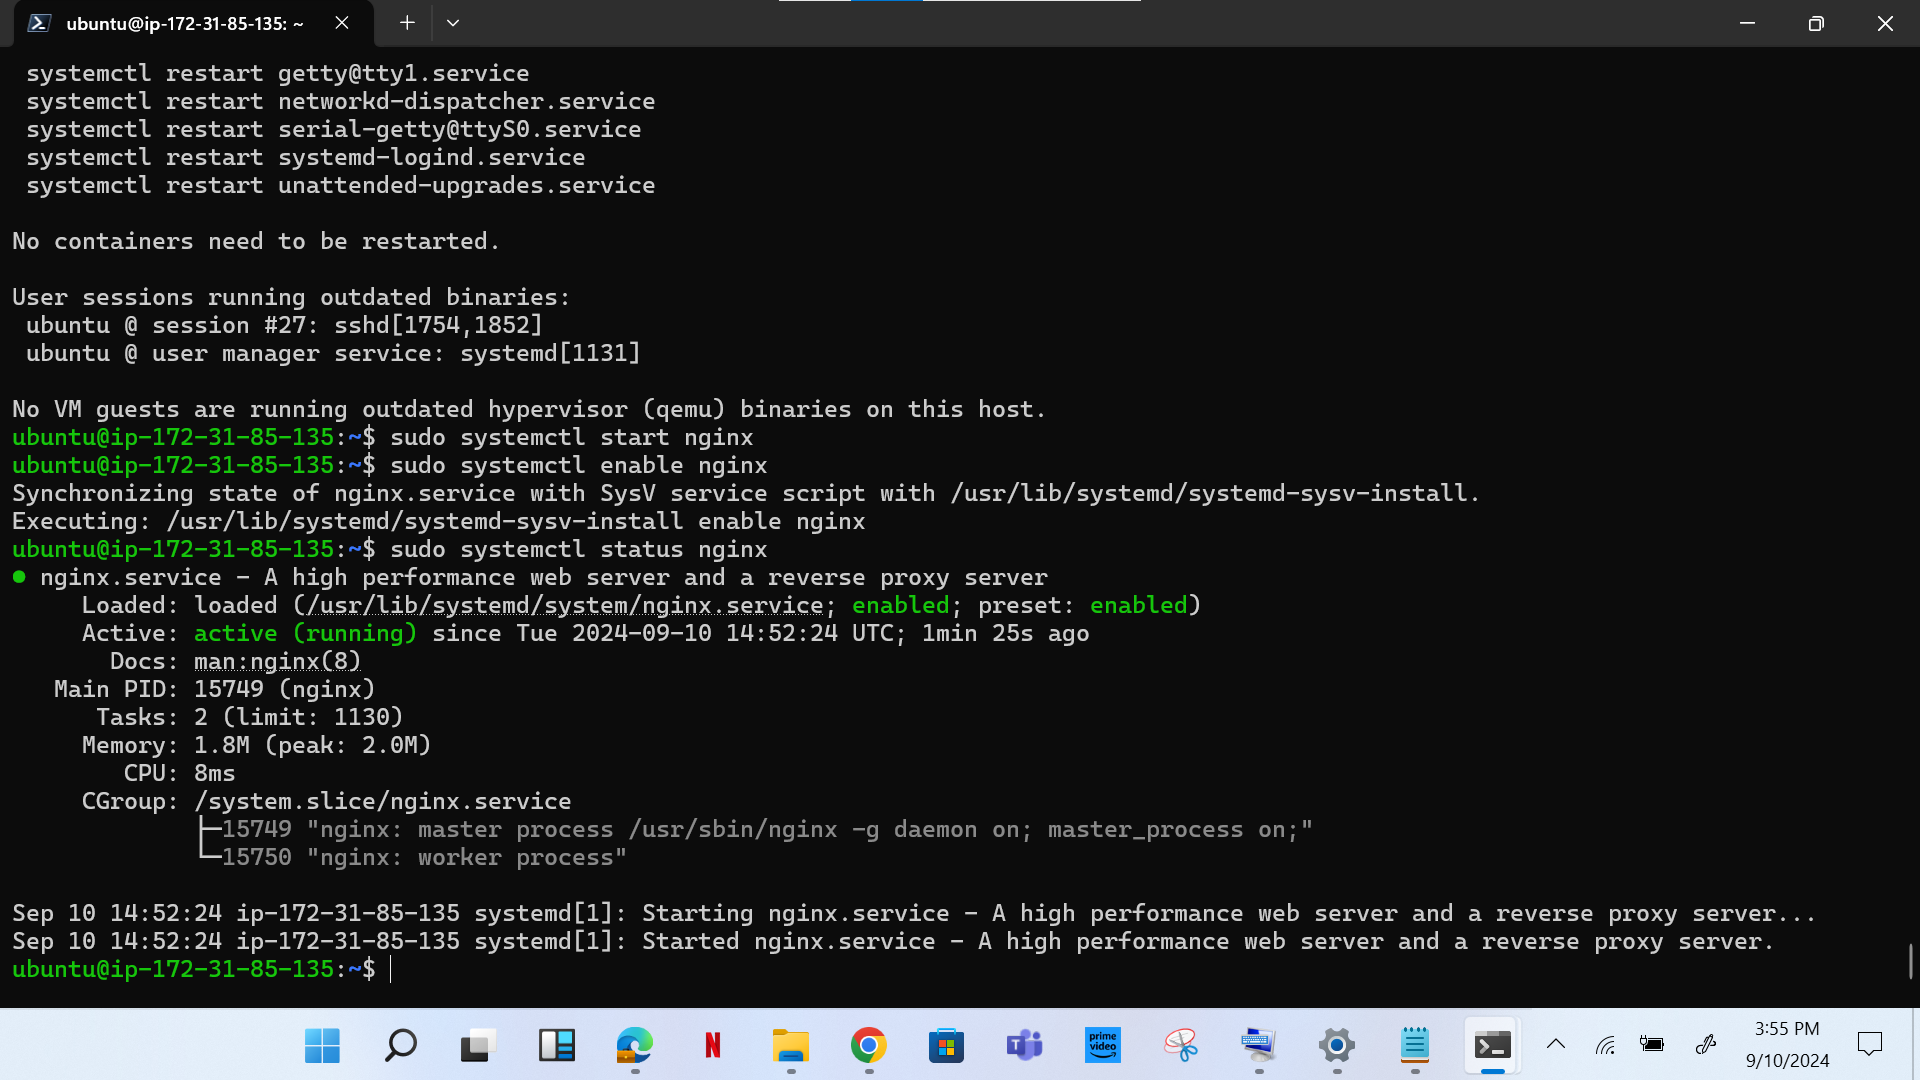 ubuntu@ip-172-31-85-135: ~
systemctl restart getty@tty1.service
systemctl restart networkd-dispatcher.service
systemctl restart serial-getty@ttyS0.service
systemctl restart systemd-logind.service
systemctl restart unattended-upgrades.service
No containers need to be restarted.
User sessions running outdated binaries:
ubuntu @ session #27: sshd[1754,1852]
ubuntu @ user manager service: systemd[1131]
No VM guests are running outdated hypervisor (qemu) binaries on this host.
ubuntu@ip-172-31-85-135:~$ sudo systemctl start nginx
ubuntu@ip-172-31-85-135:~$ sudo systemctl enable nginx
Synchronizing state of nginx.service with SysV service script with /usr/lib/systemd/systemd-sysv-install.
Executing: /usr/lib/systemd/systemd-sysv-install enable nginx
ubuntu@ip-172-31-85-135:~$ sudo systemctl status nginx
● nginx.service - A high performance web server and a reverse proxy server
Loaded: loaded (/usr/lib/systemd/system/nginx.service; enabled; preset: enabled)
Active: active (running) since Tue 2024-09-10 14:52:24 UTC; 1min 25s ago
Docs: man:nginx(8)
Main PID: 15749 (nginx)
Tasks: 2 (limit: 1130)
Memory: 1.8M (peak: 2.0M)
CPU: 8ms
CGroup: /system.slice/nginx.service
├─15749 "nginx: master process /usr/sbin/nginx -g daemon on; master_process on;"
└─15750 "nginx: worker process"
Sep 10 14:52:24 ip-172-31-85-135 systemd[1]: Starting nginx.service - A high performance web server and a reverse proxy server...
Sep 10 14:52:24 ip-172-31-85-135 systemd[1]: Started nginx.service - A high performance web server and a reverse proxy server.
ubuntu@ip-172-31-85-135:~$
N
T
prime video
3:55 PM
9/10/2024